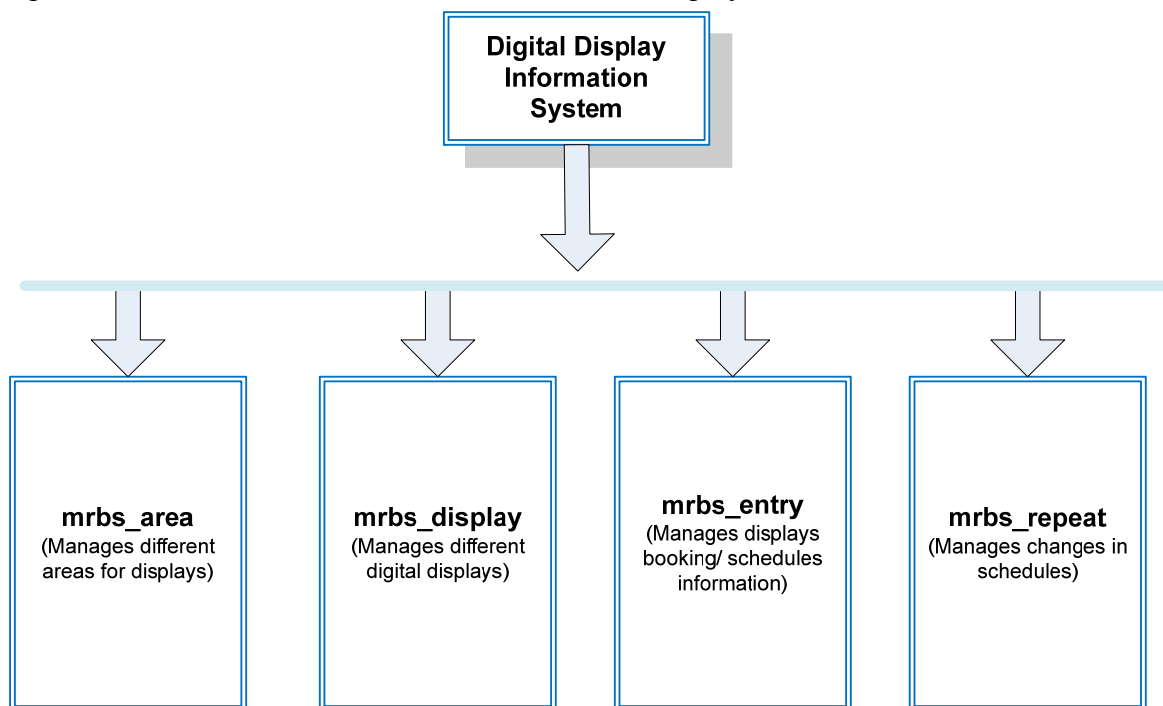 Digital Display
Information
System
mrbs_area
(Manages different
areas for displays)
mrbs_display
(Manages different
digital displays)
mrbs_entry
(Manages displays
booking/ schedules
information)
mrbs_repeat
(Manages changes in
schedules)